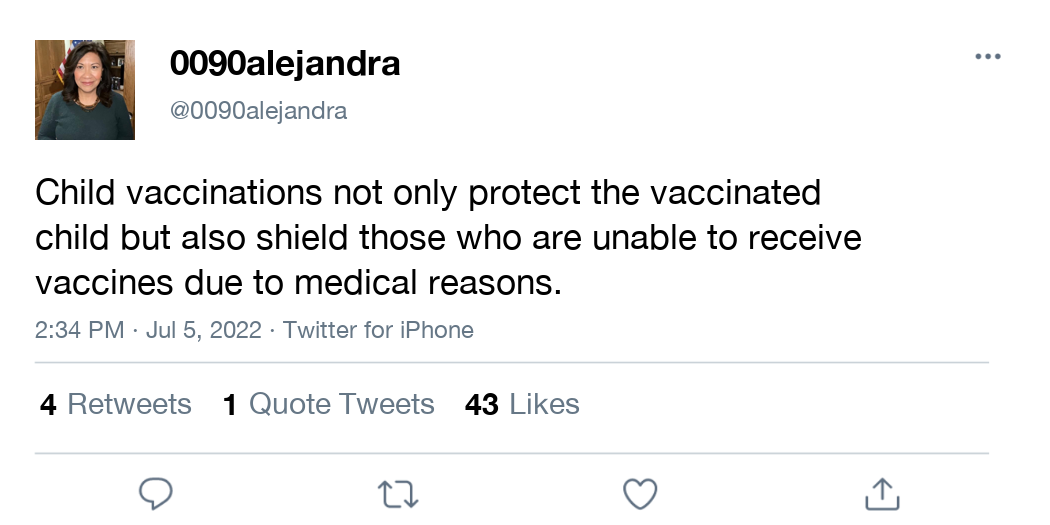 0090alejandra
@0090alejandra
Child vaccinations not only protect the vaccinated
child but also shield those who are unable to receive
vaccines due to medical reasons.
2:34 PM · Jul 5, 2022 · Twitter for iPhone
4 Retweets 1 Quote Tweets 43 Likes